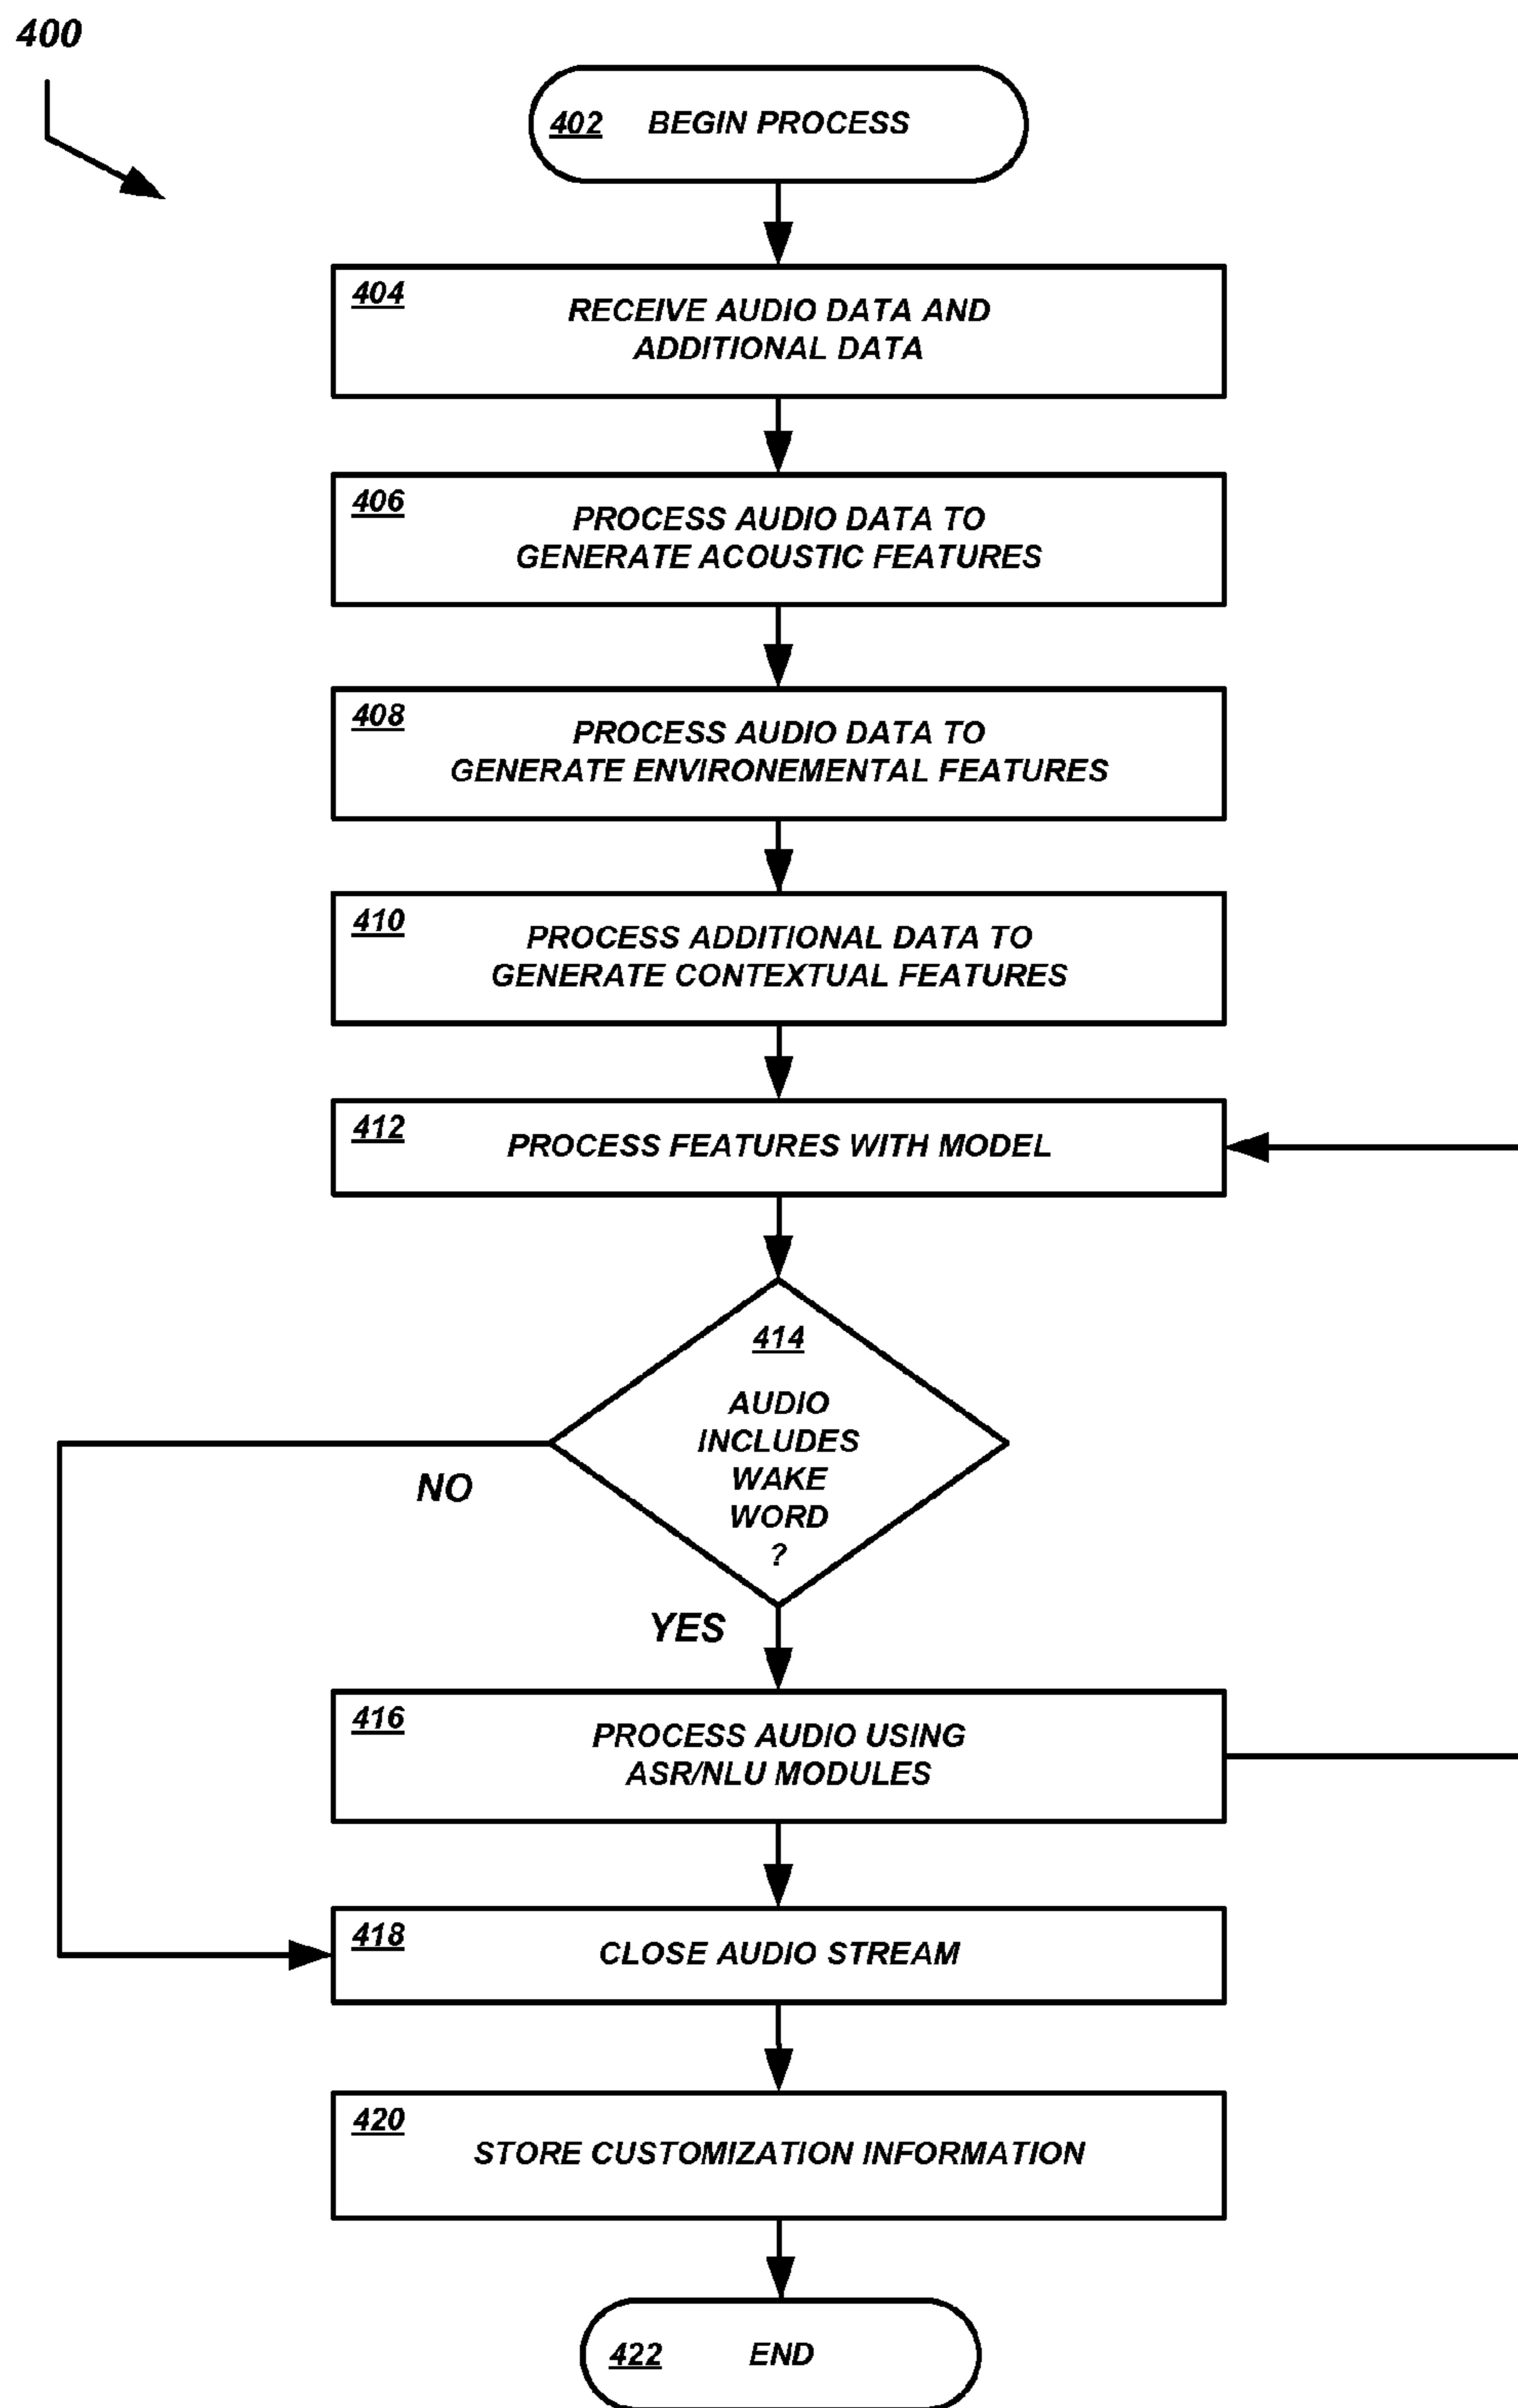 400
402 BEGIN PROCESS
404
RECEIVE AUDIO DATA AND
ADDITIONAL DATA
406
PROCESS AUDIO DATA TO
GENERATE ACOUSTIC FEATURES
408
PROCESS AUDIO DATA TO
GENERATE ENVIRONEMENTAL FEATURES
410
PROCESS ADDITIONAL DATA TO
GENERATE CONTEXTUAL FEATURES
412
PROCESS FEATURES WITH MODEL
414
AUDIO
INCLUDES
WAKE
WORD
?
NO
YES
416
PROCESS AUDIO USING
ASR/NLU MODULES
418
CLOSE AUDIO STREAM
420
STORE CUSTOMIZATION INFORMATION
422 END